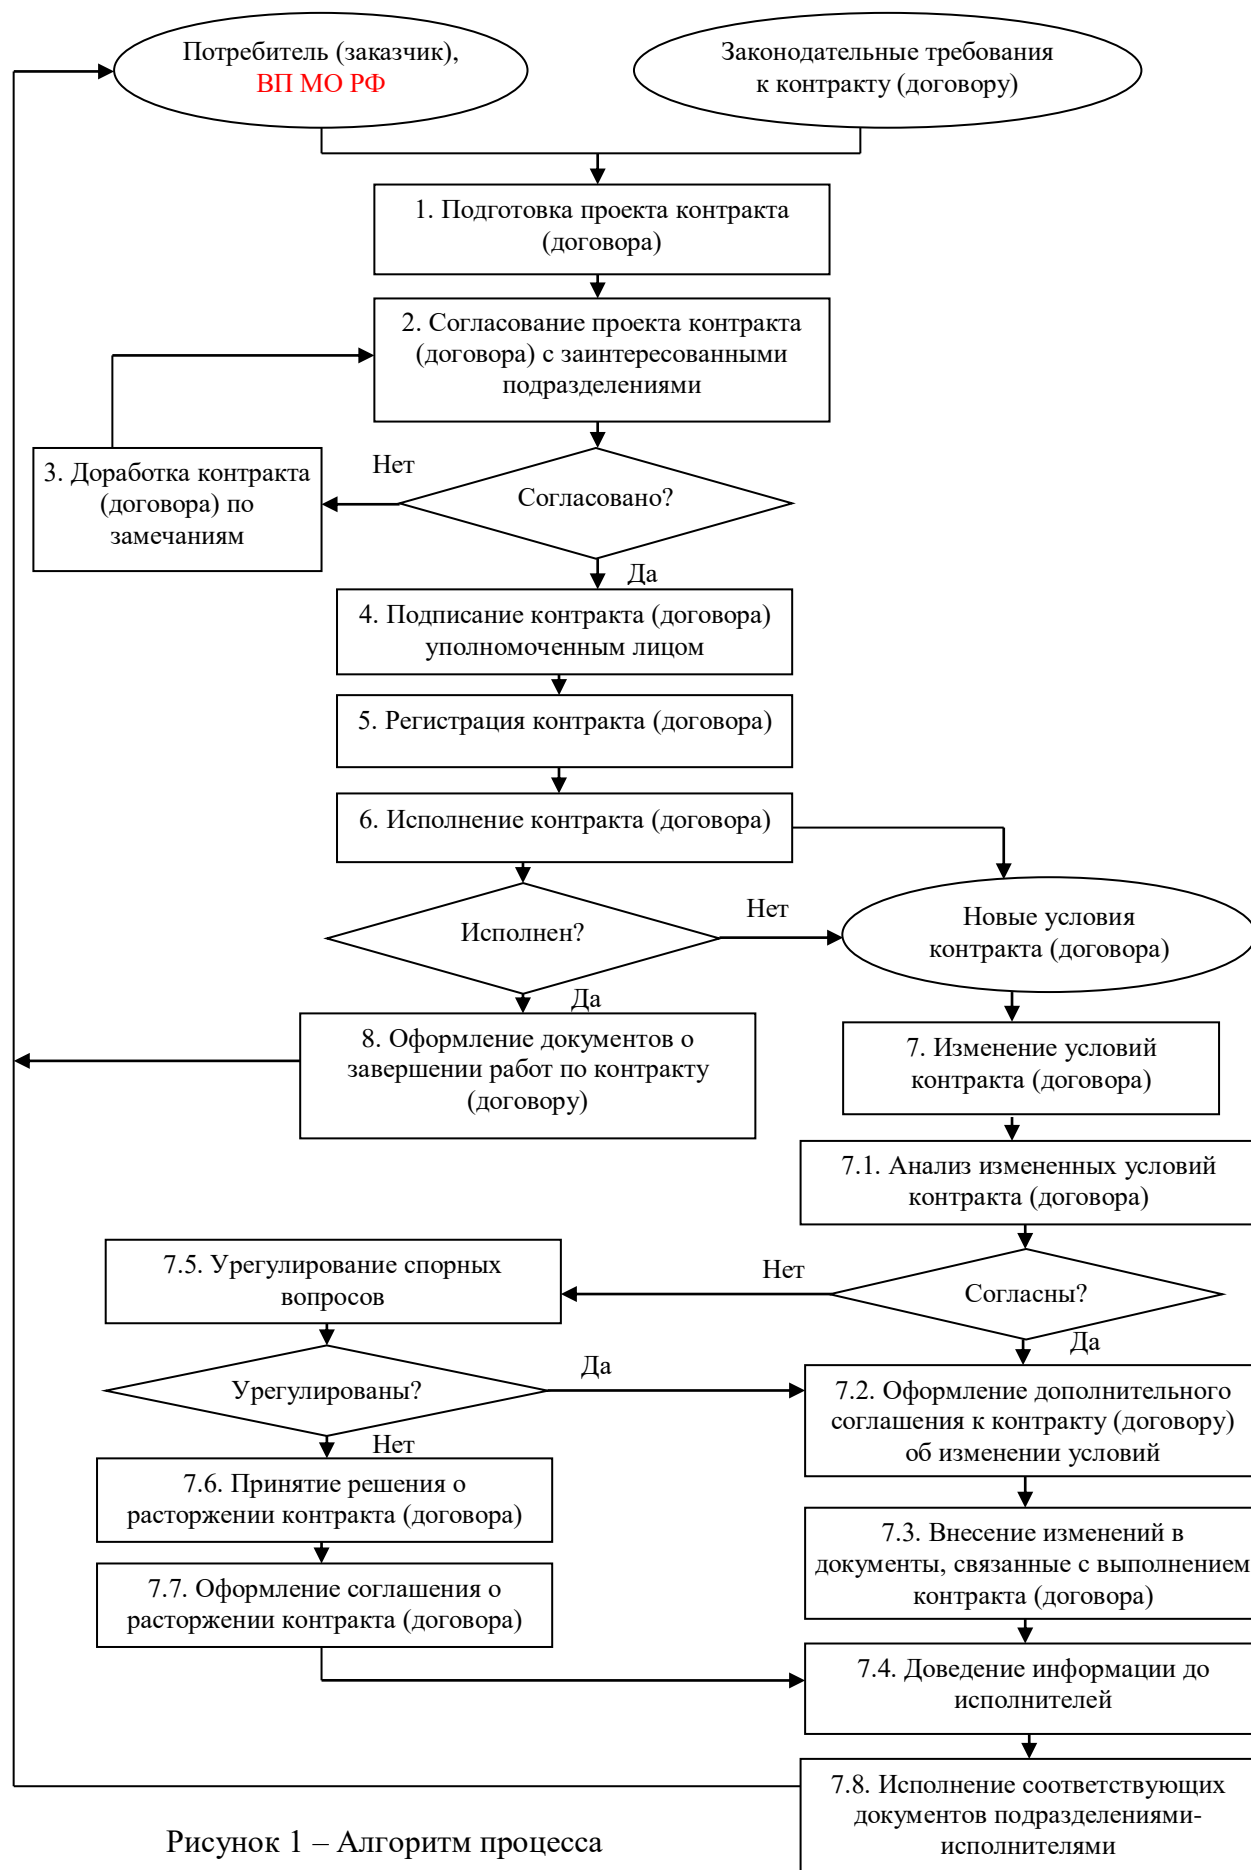 Потребитель (заказчик),
ВП МО РФ
Законодательные требования
к контракту (договору)
1. Подготовка проекта контракта
(договора)
2. Согласование проекта контракта
(договора) с заинтересованными
подразделениями
Нет
3. Доработка контракта
(договора) по
замечаниям
Согласовано?
Да
4. Подписание контракта (договора)
уполномоченным лицом
5. Регистрация контракта (договора)
6. Исполнение контракта (договора)
Исполнен?
Нет
Новые условия
контракта (договора)
Да
8. Оформление документов о
завершении работ по контракту
(договору)
7. Изменение условий
контракта (договора)
7.1. Анализ измененных условий
контракта (договора)
7.5. Урегулирование спорных
вопросов
Нет
Согласны?
Да
Урегулированы?
Да
7.2. Оформление дополнительного
соглашения к контракту (договору)
об изменении условий
Нет
7.6. Принятие решения о
расторжении контракта (договора)
7.3. Внесение изменений в
документы, связанные с выполнением
контракта (договора)
7.7. Оформление соглашения о
расторжении контракта (договора)
7.4. Доведение информации до
исполнителей
7.8. Исполнение соответствующих
документов подразделениями-
исполнителями
Рисунок 1 – Алгоритм процесса